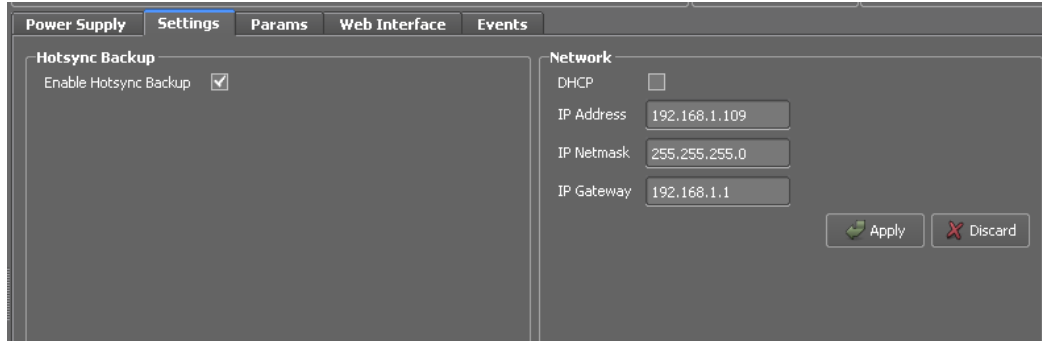 Power Supply Settings Params Web Interface Events
Hotsync Backup
Enable Hotsync Backup
Network
DHCP
IP Address 192.168.1.109
IP Netmask 255.255.255.0
IP Gateway 192.168.1.1
Apply Discard